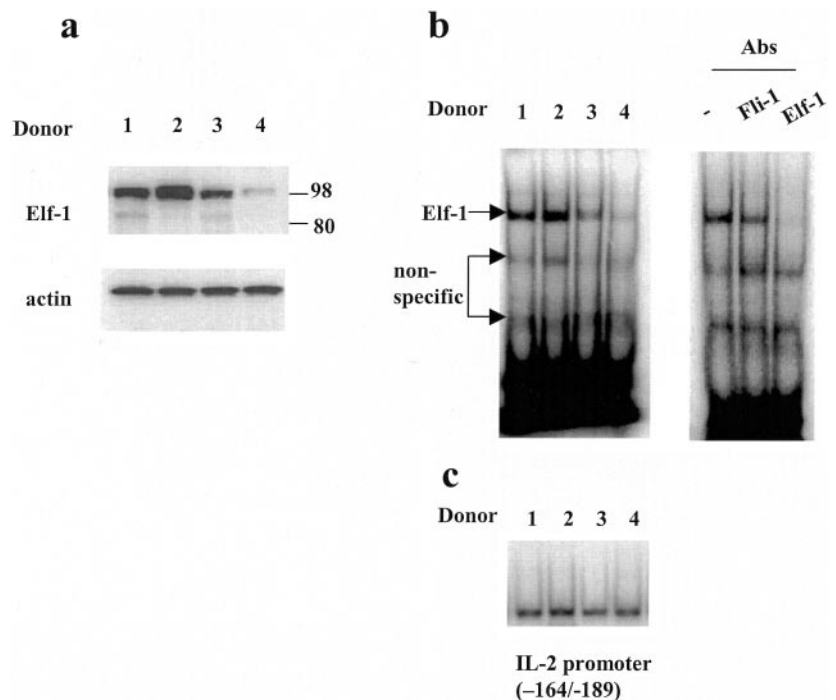 a
Donor 1 2 3 4
Elf-1
98
80
actin
b
Abs
Donor 1 2 3 4
- Fli-1 Elf-1
Elf-1
non-
specific
c
Donor 1 2 3 4
IL-2 promoter
(–164/-189)